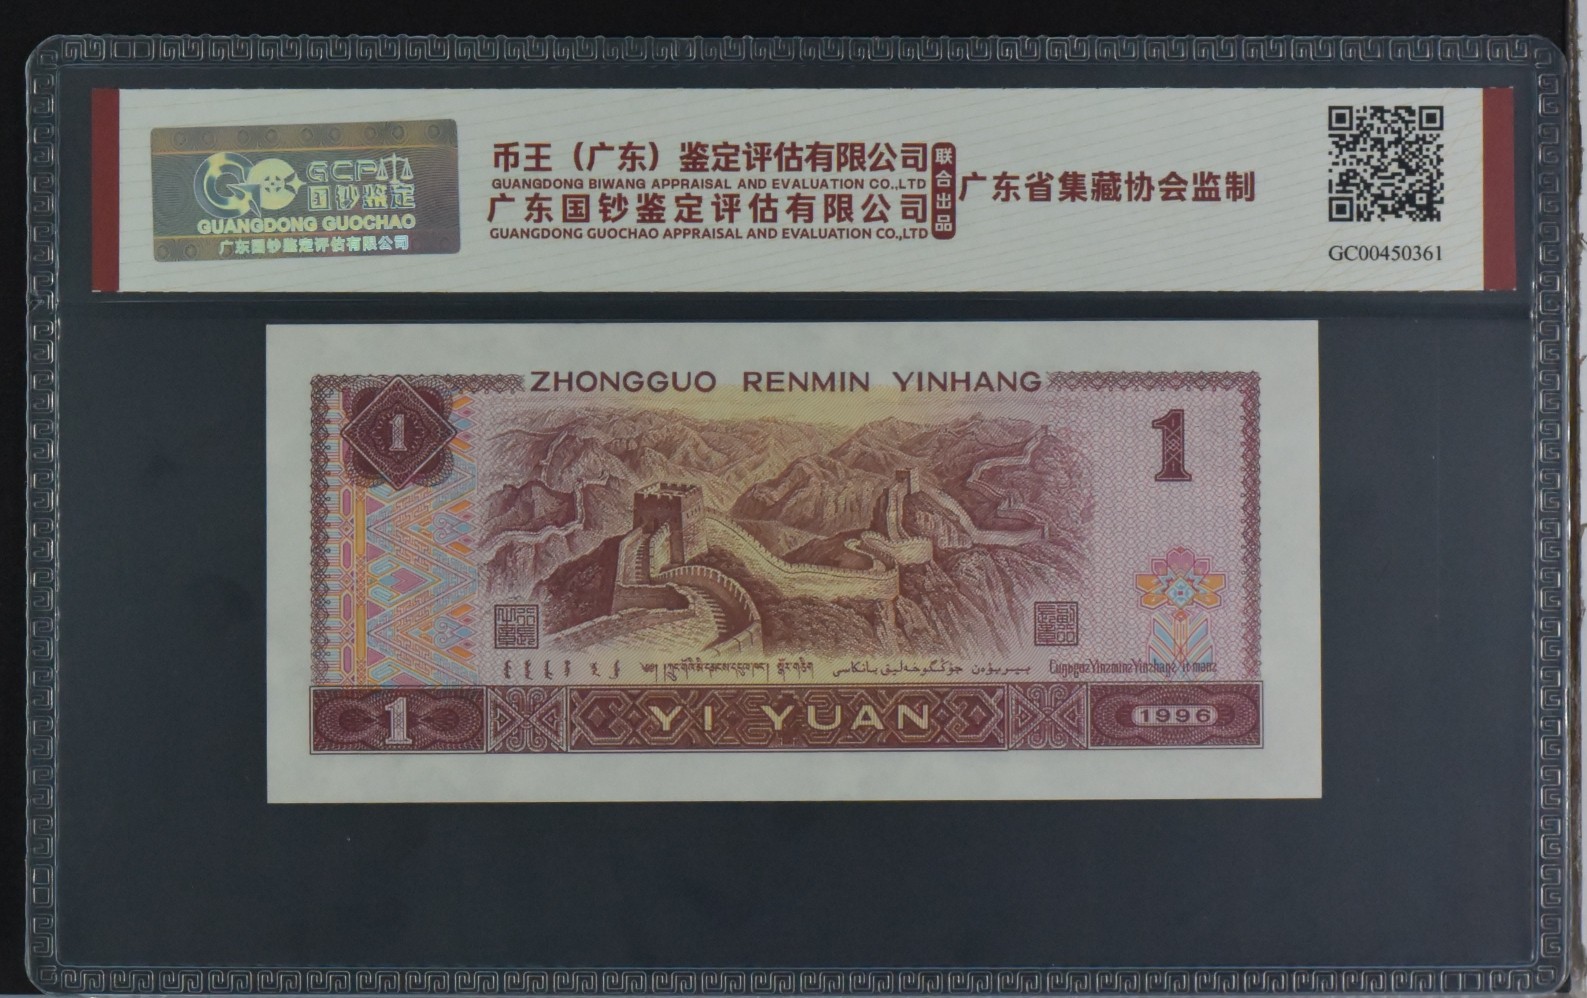 GCP
国钞鉴定
GUANGDONG GUOCHAO
广东国钞鉴定评估有限公司
币王（广东）鉴定评估有限公司
GUANGDONG BIWANG APPRAISAL AND EVALUATION CO.,LTD
广东国钞鉴定评估有限公司
GUANGDONG GUOCHAO APPRAISAL AND EVALUATION CO.,LTD
联合出品
广东省集藏协会监制
GC00450361
ZHONGGUO RENMIN YINHANG
1
1
1
YI YUAN
1996